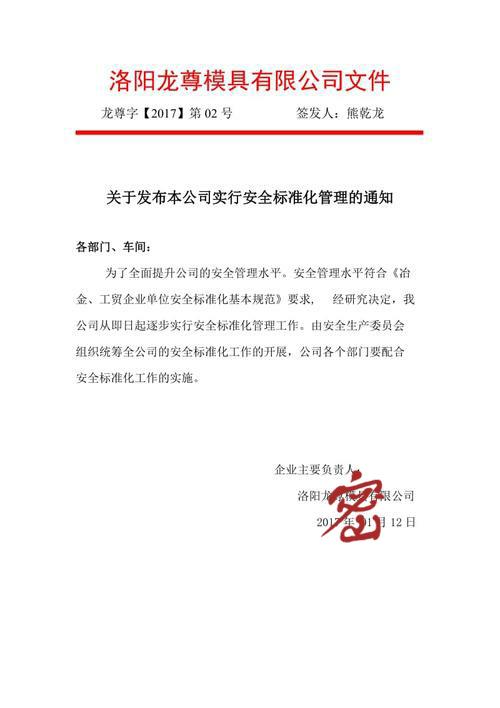 洛阳龙尊模具有限公司文件
龙尊字【2017】第 02 号 签发人：熊乾龙
关于发布本公司实行安全标准化管理的通知
各部门、车间：
为了全面提升公司的安全管理水平。安全管理水平符合《冶
金、工贸企业单位安全标准化基本规范》要求， 经研究决定，我
公司从即日起逐步实行安全标准化管理工作。由安全生产委员会
组织统筹全公司的安全标准化工作的开展，公司各个部门要配合
安全标准化工作的实施。
企业主要负责人：
洛阳龙尊模具有限公司
2017 年 01 月 12 日
密